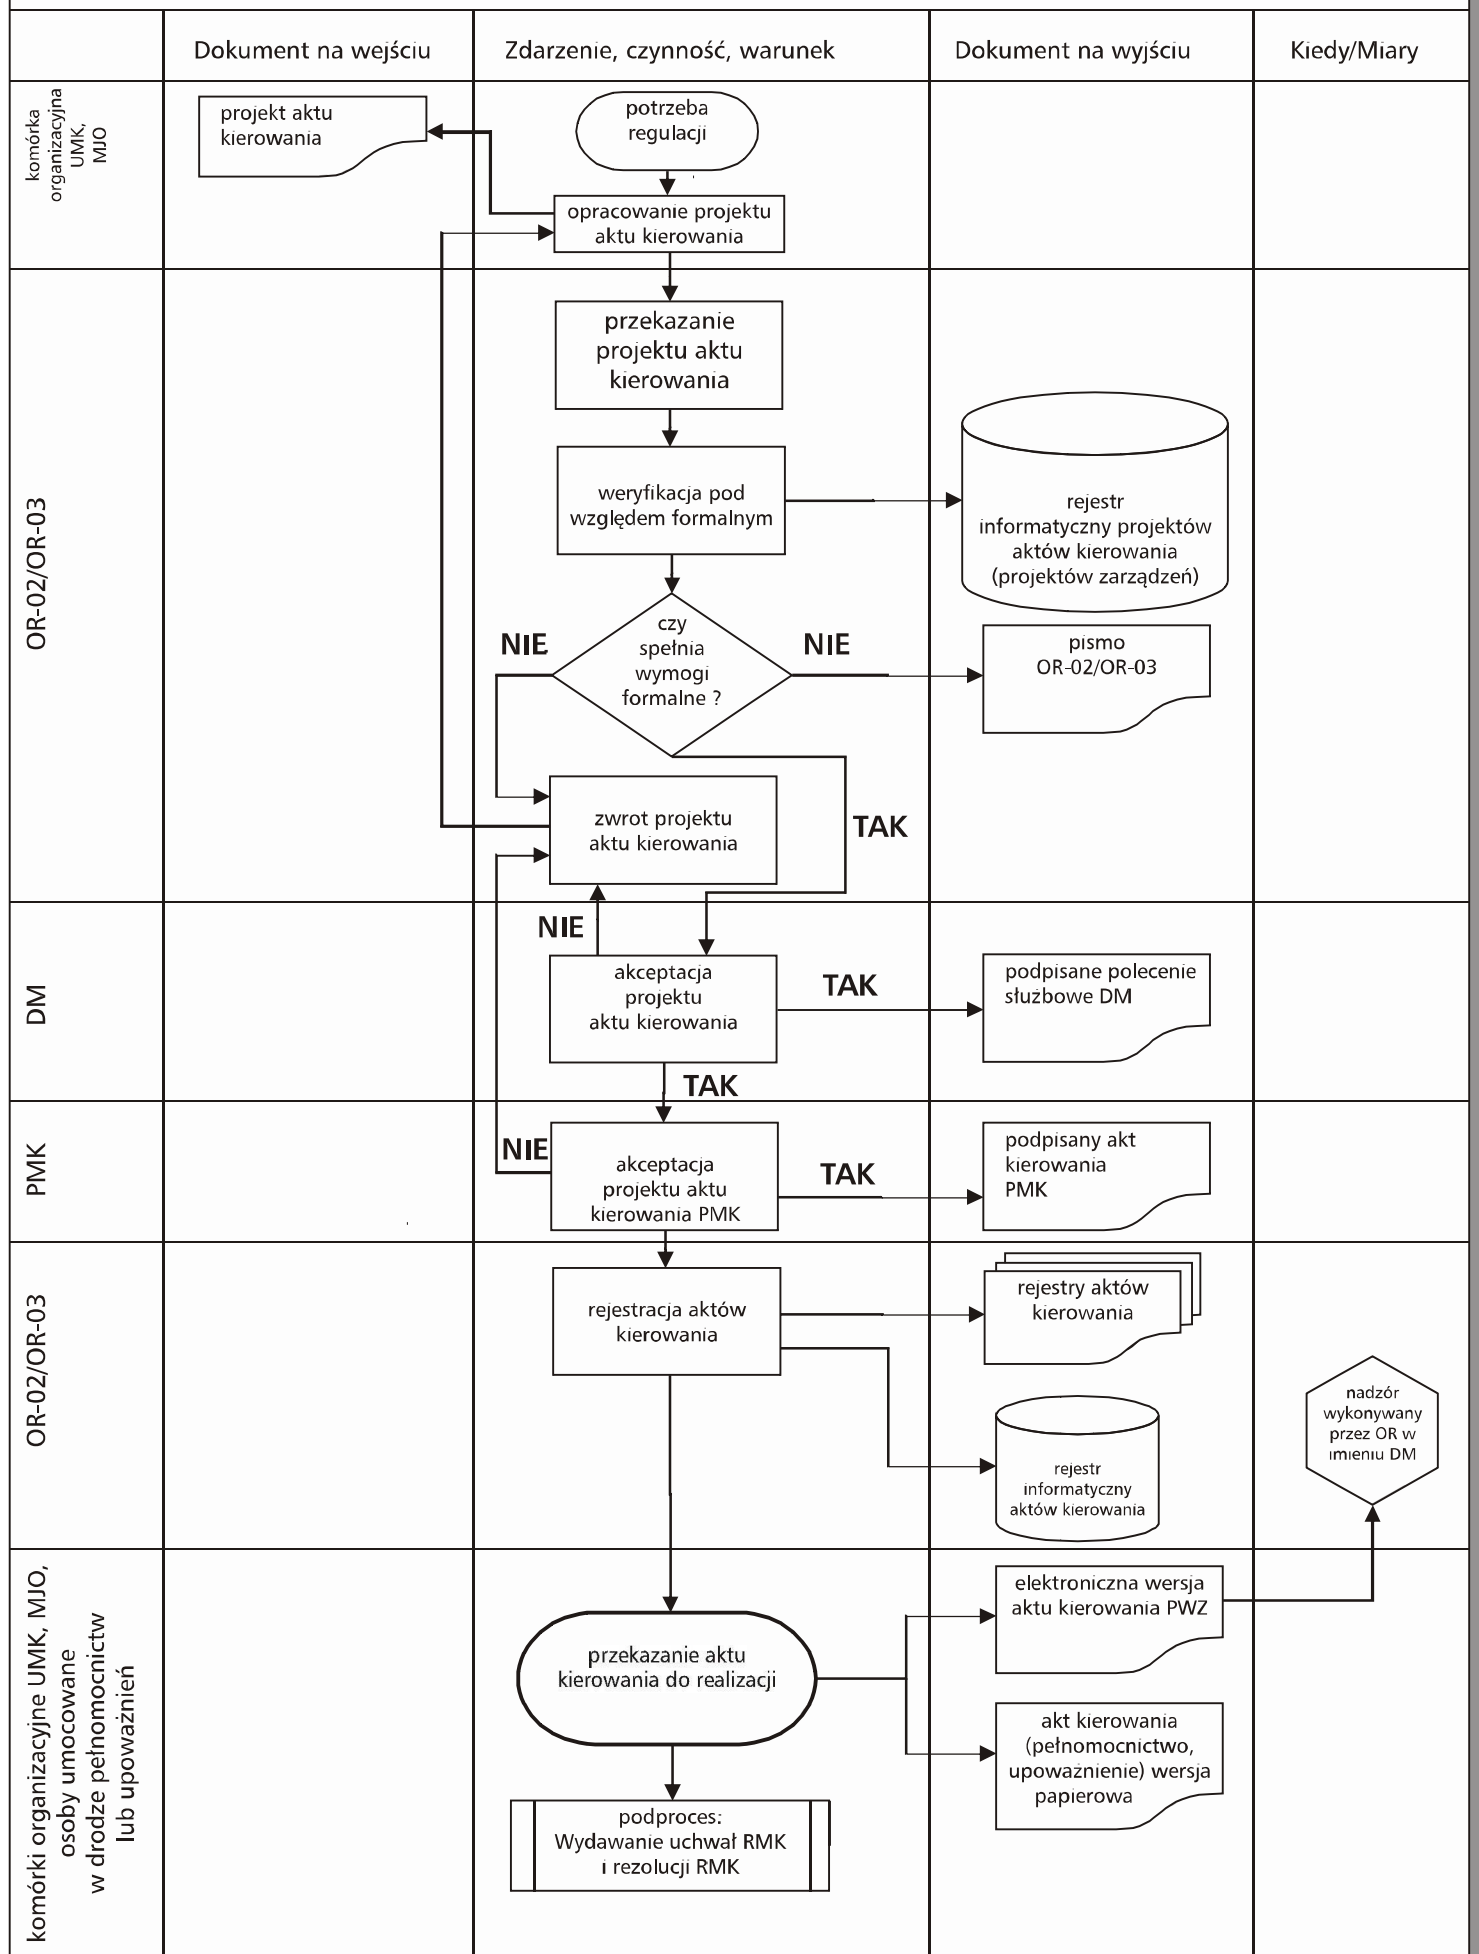 Dokument na wejściu
Zdarzenie, czynność, warunek
Dokument na wyjściu
Kiedy/Miary
komórka
organizacyjna
UMK,
MJO
projekt aktu
kierowania
potrzeba
regulacji
opracowanie projektu
aktu kierowania
OR-02/OR-03
przekazanie
projektu aktu
kierowania
weryfikacja pod
względem formalnym
rejestr
informatyczny projektów
aktów kierowania
(projektów zarządzeń)
czy
spełnia
wymogi
formalne ?
NIE
NIE
pismo
OR-02/OR-03
TAK
zwrot projektu
aktu kierowania
DM
NIE
akceptacja
projektu
aktu kierowania
TAK
podpisane polecenie
służbowe DM
TAK
PMK
NIE
akceptacja
projektu aktu
kierowania PMK
TAK
podpisany akt
kierowania
PMK
OR-02/OR-03
rejestracja aktów
kierowania
rejestry aktów
kierowania
rejestr
informatyczny
aktów kierowania
nadzór
wykonywany
przez OR w
imieniu DM
komórki organizacyjne UMK, MJO,
osoby umocowane
w drodze pełnomocnictw
lub upoważnień
przekazanie aktu
kierowania do realizacji
elektroniczna wersja
aktu kierowania PWZ
akt kierowania
(pełnomocnictwo,
upoważnienie) wersja
papierowa
podproces:
Wydawanie uchwał RMK
i rezolucji RMK